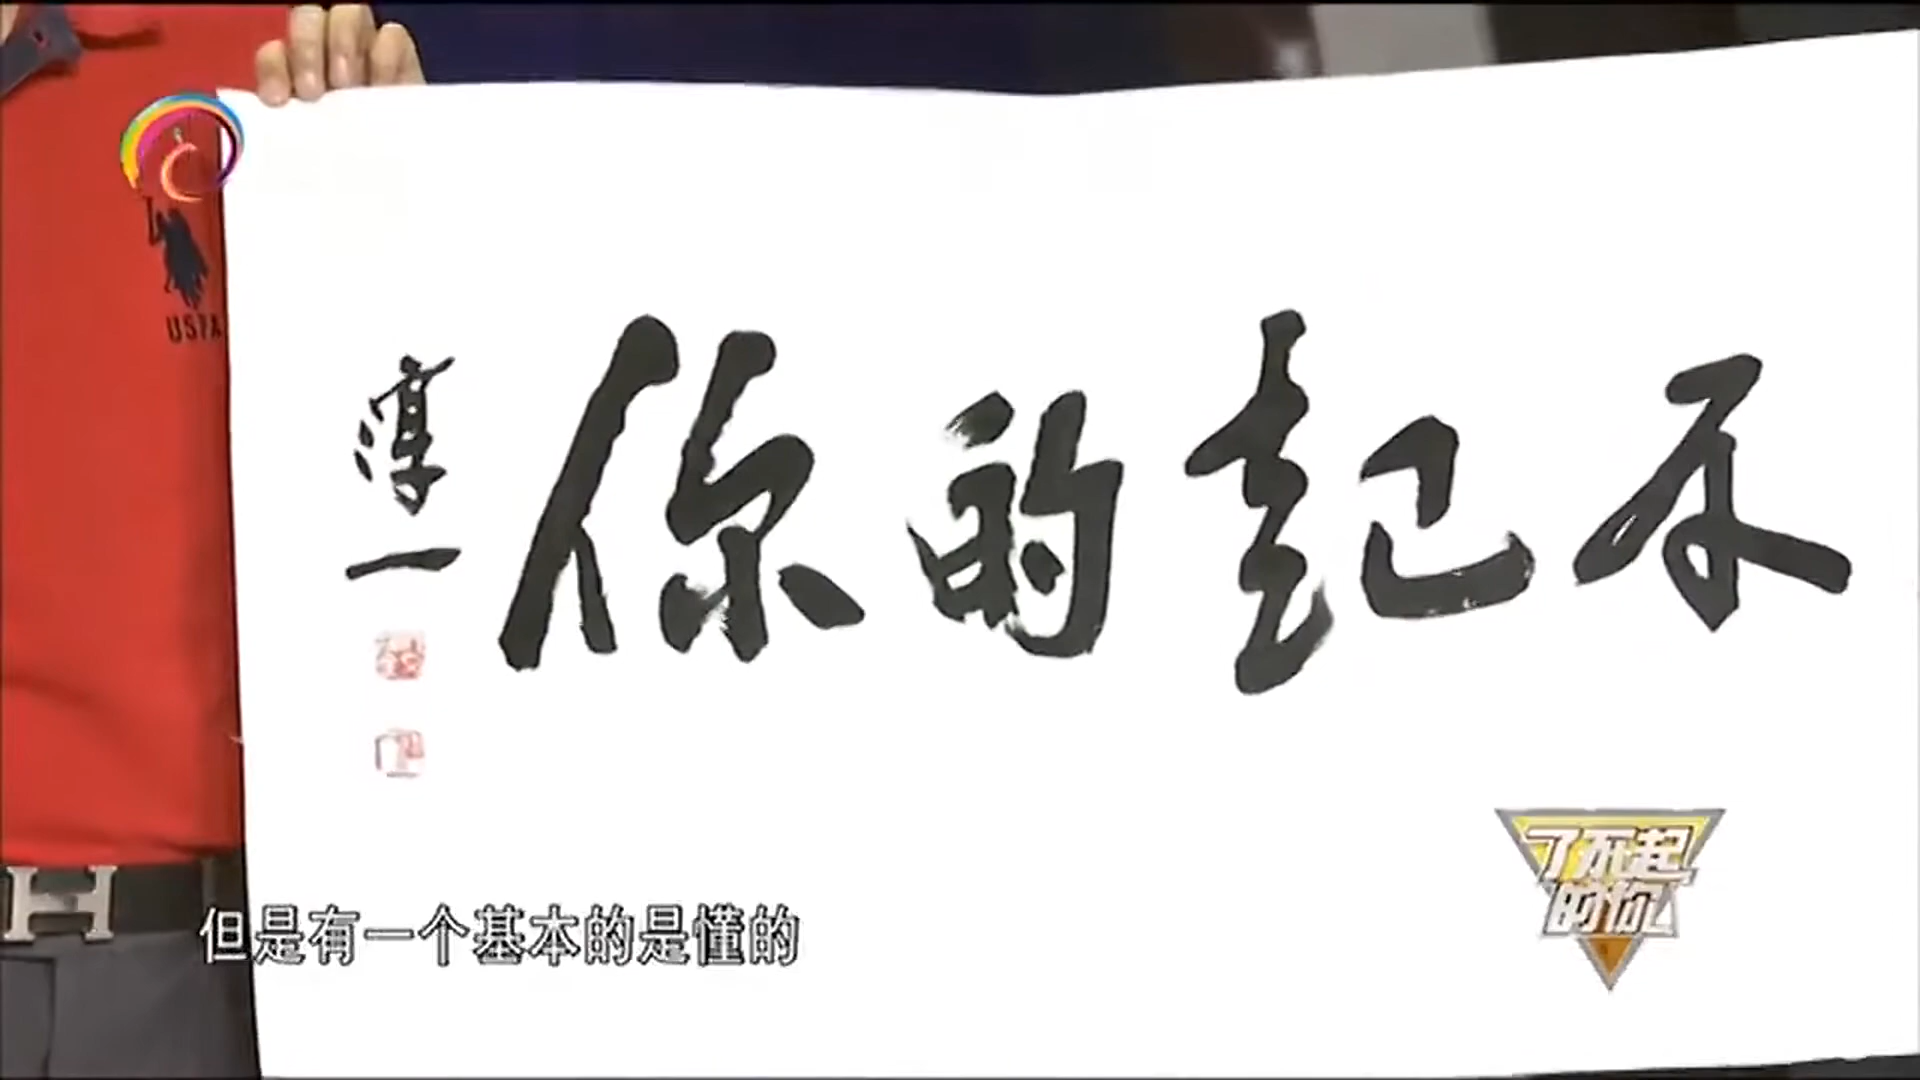 不起的你
淳一
USPA
了不起
的你
但是有一个基本的是懂的